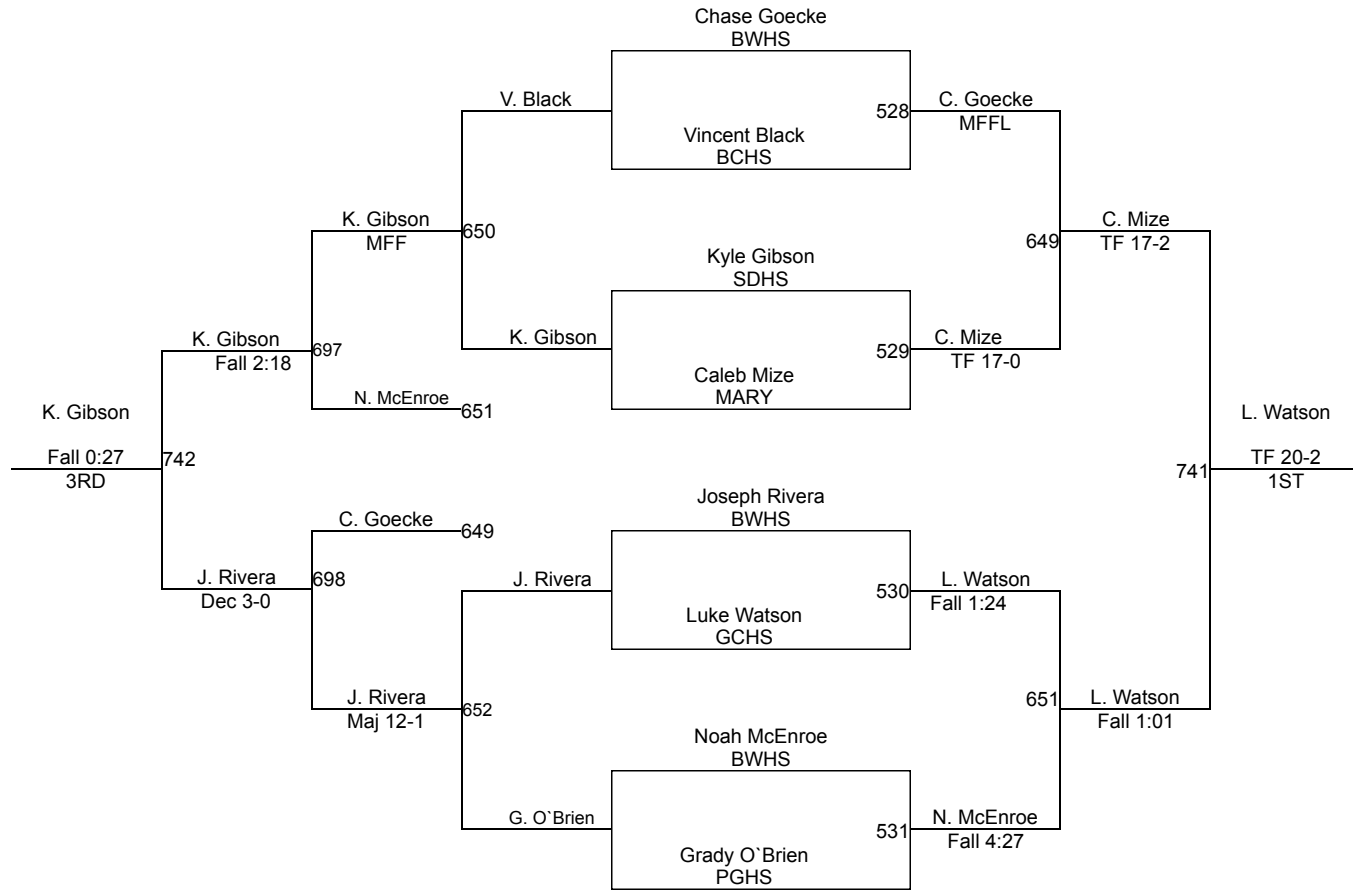 Chase Goecke
BWHS
V. Black
528
C. Goecke
MFFL
Vincent Black
BCHS
K. Gibson
MFF
650
C. Mize
TF 17-2
649
Kyle Gibson
SDHS
K. Gibson
Fall 2:18
697
K. Gibson
529
C. Mize
TF 17-0
Caleb Mize
MARY
N. McEnroe
651
K. Gibson
L. Watson
Fall 0:27
3RD
742
741
TF 20-2
1ST
Joseph Rivera
BWHS
C. Goecke
649
J. Rivera
Dec 3-0
698
J. Rivera
530
L. Watson
Fall 1:24
Luke Watson
GCHS
J. Rivera
Maj 12-1
652
651
L. Watson
Fall 1:01
Noah McEnroe
BWHS
G. O`Brien
531
N. McEnroe
Fall 4:27
Grady O`Brien
PGHS